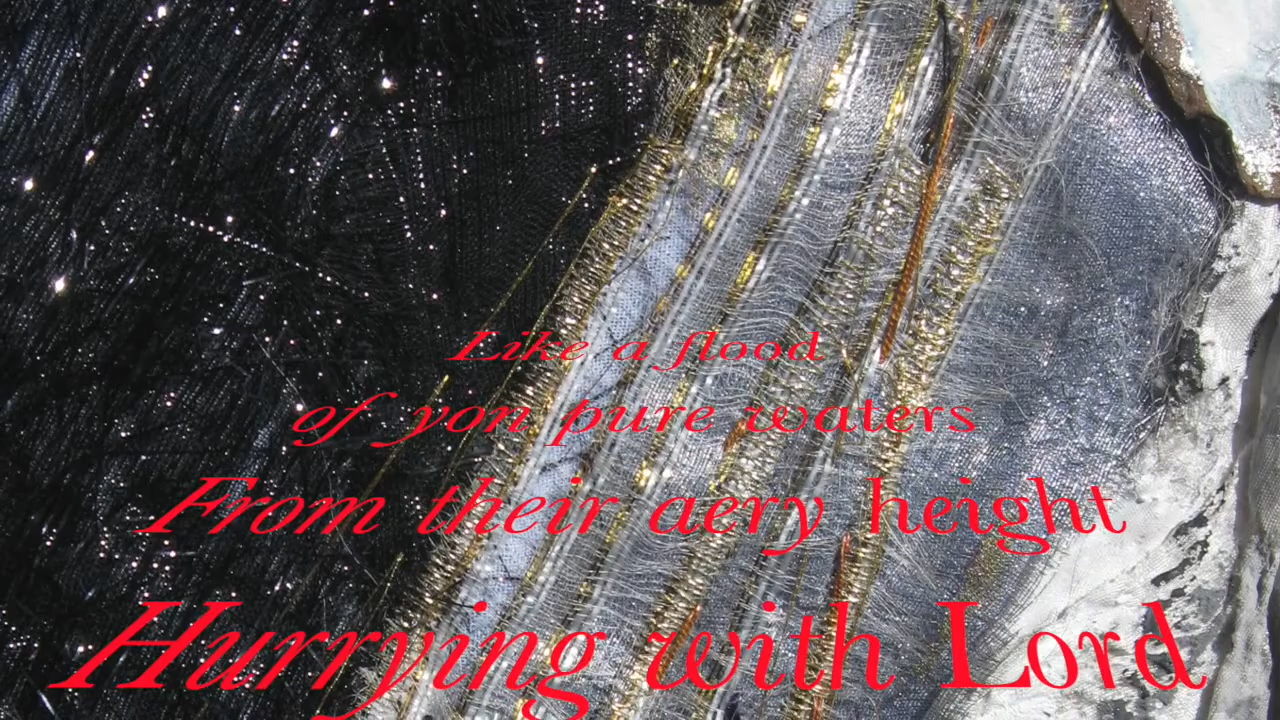 Like a flood
of yon pure waters
From their aery height
Hurrying with Lord